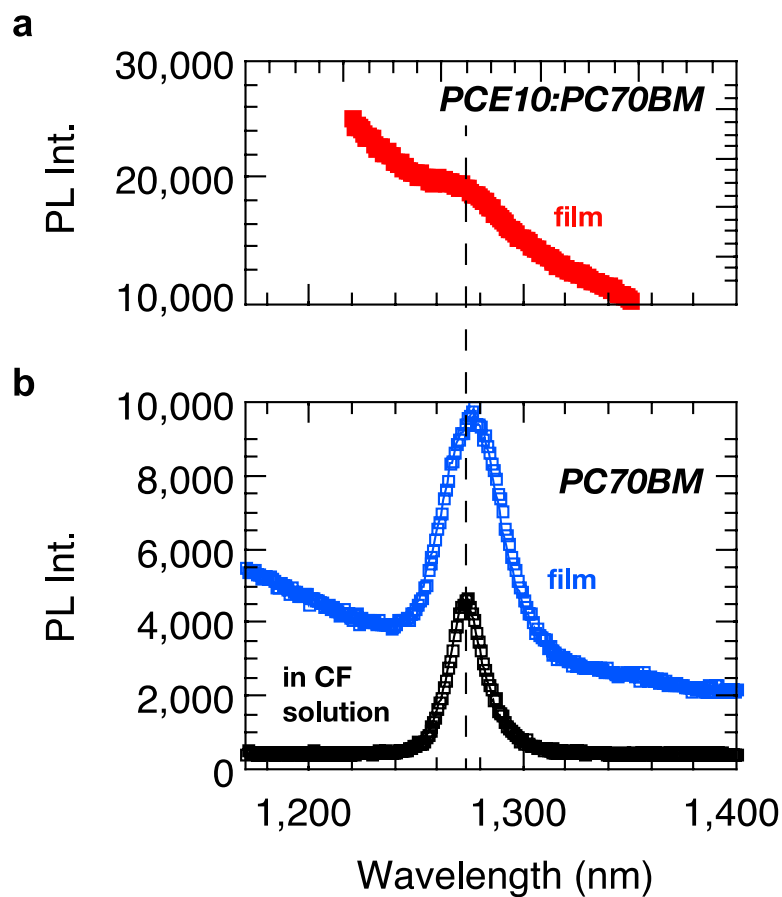 a
30,000
PCE10:PC70BM
20,000
PL Int.
film
10,000
b
10,000
8,000
PC70BM
6,000
PL Int.
film
4,000
in CF
solution
2,000
0
1,200
1,300
1,400
Wavelength (nm)